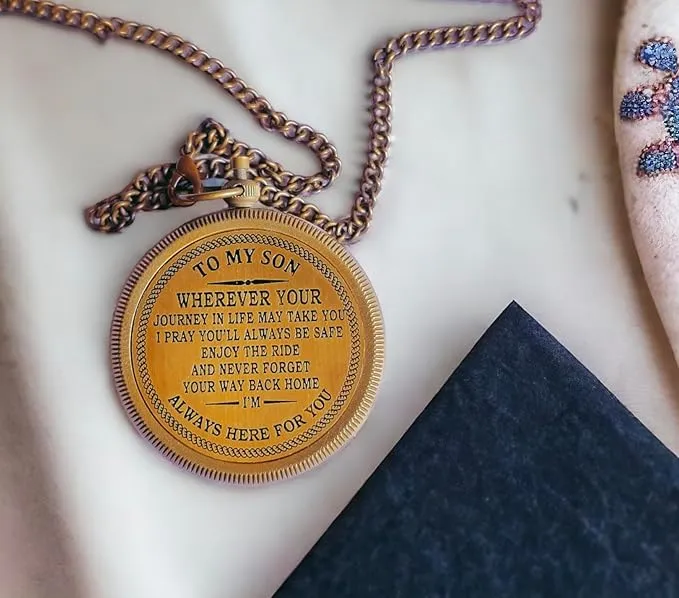 TO MY SON
WHEREVER YOUR
JOURNEY IN LIFE MAY TAKE YOU
I PRAY YOU'LL ALWAYS BE SAFE
ENJOY THE RIDE
AND NEVER FORGET
YOUR WAY BACK HOME
I'M
ALWAYS HERE FOR YOU